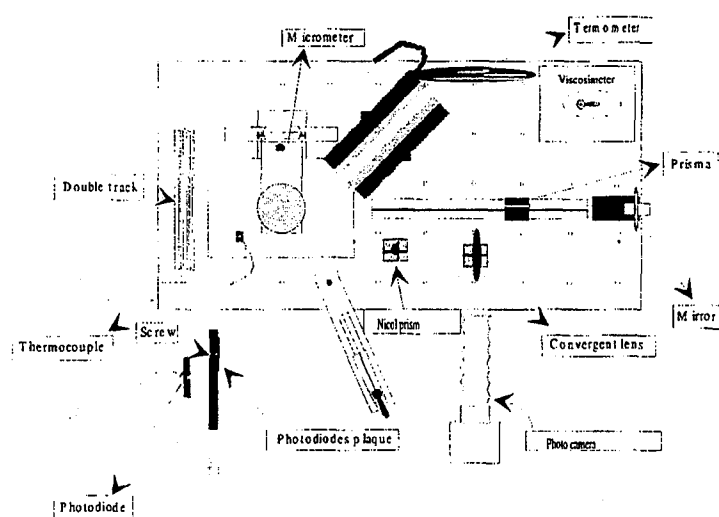 Micrometer
Termometer
Viscosimeter
Prisma
Double track
Mirror
Nicol prism
Screw
Thermocouple
Convergent lens
Photodiodes plaque
Photo camera
Photodiode